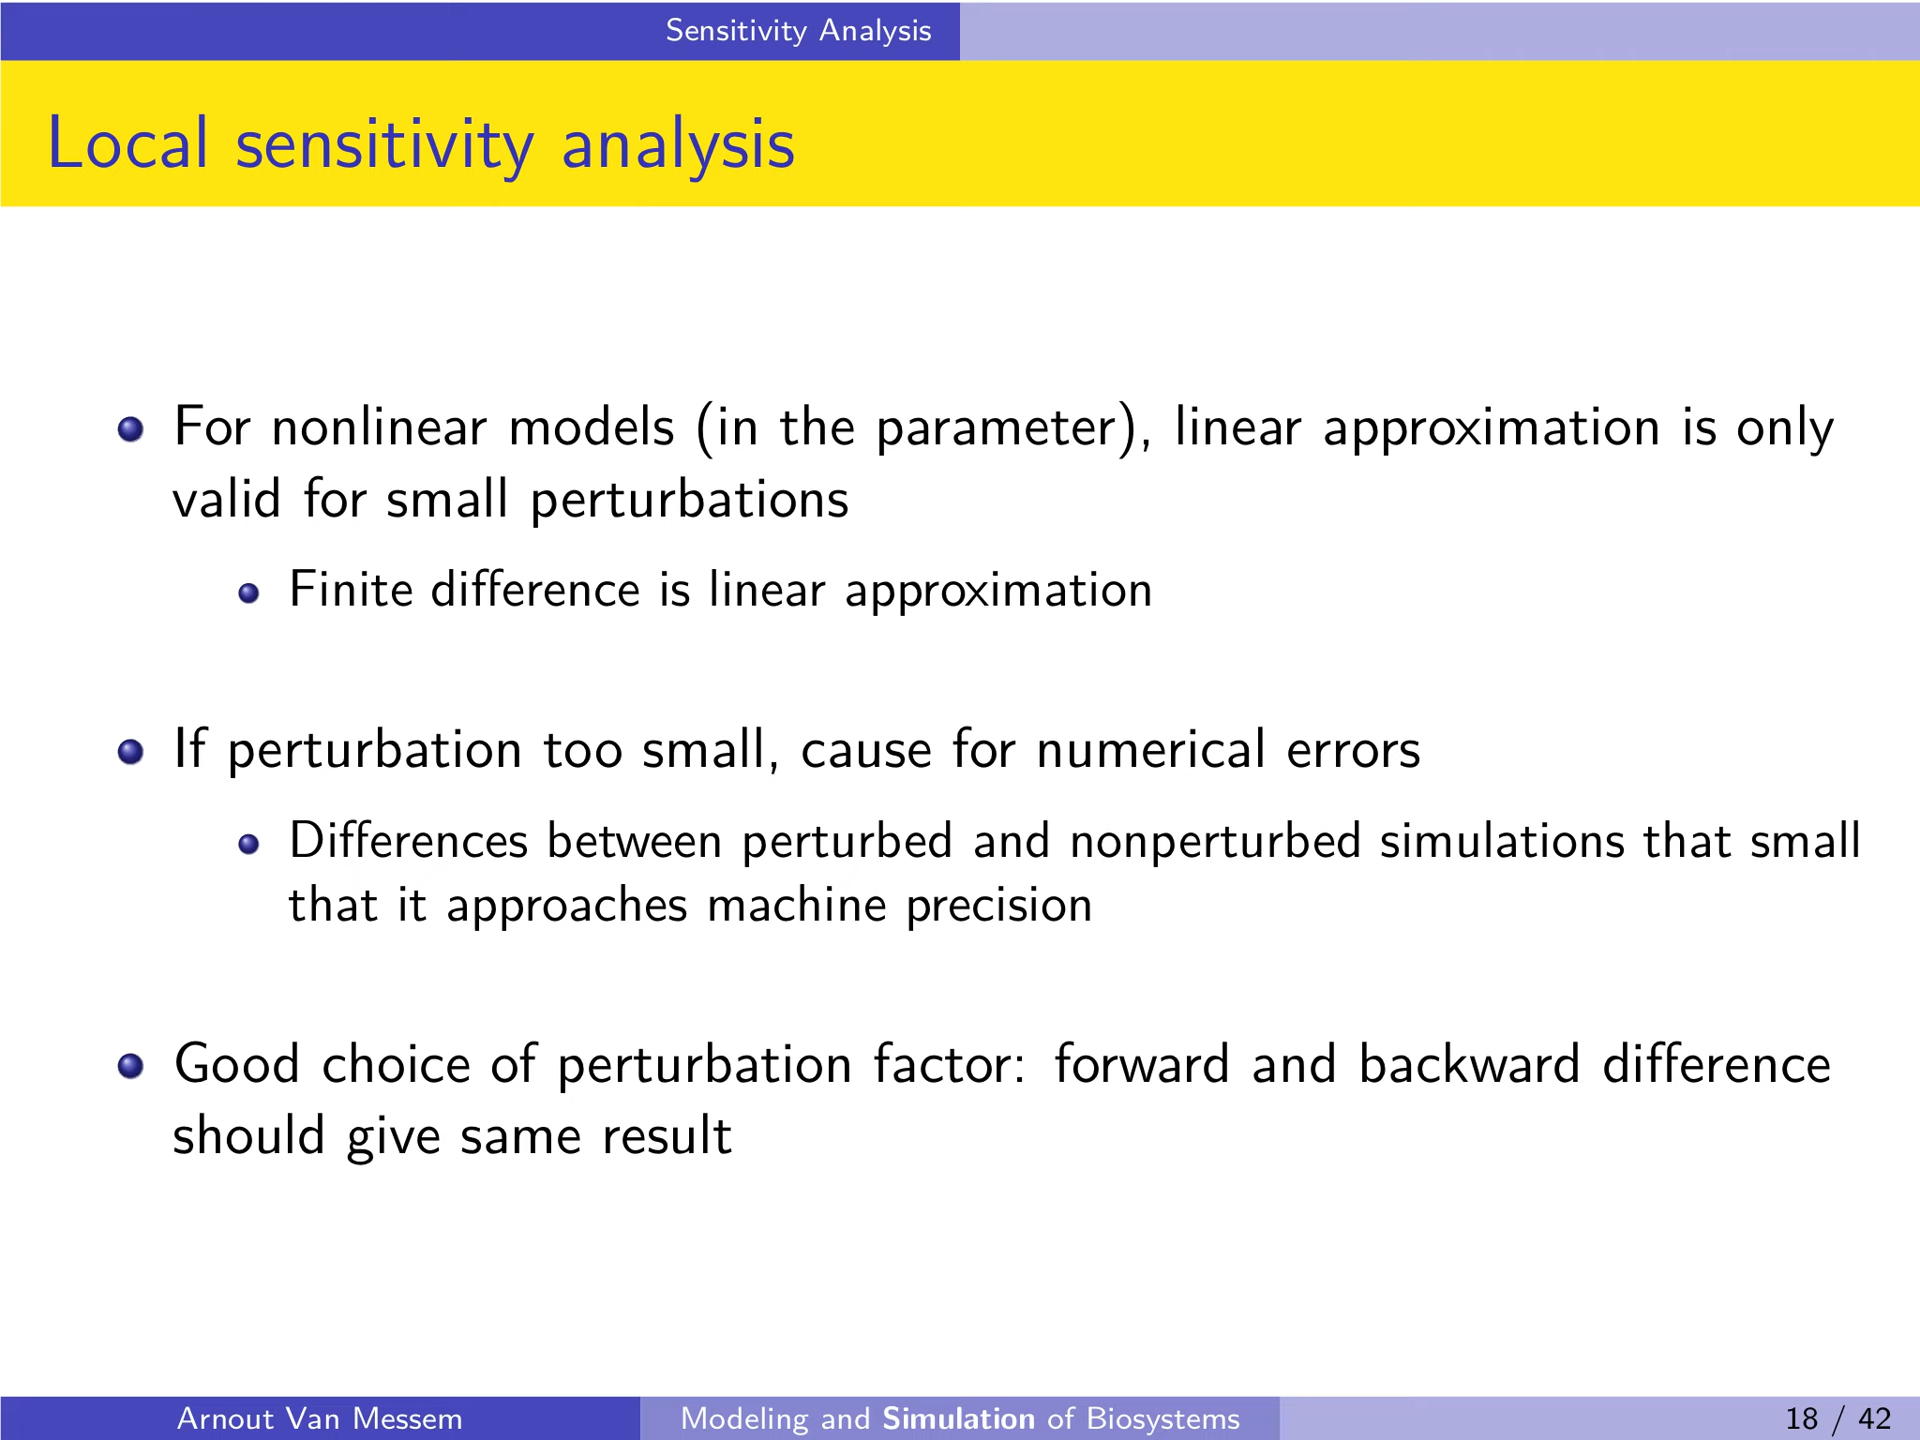 Sensitivity Analysis
Local sensitivity analysis
For nonlinear models (in the parameter), linear approximation is only
valid for small perturbations
Finite difference is linear approximation
If perturbation too small, cause for numerical errors
Differences between perturbed and nonperturbed simulations that small
that it approaches machine precision
Good choice of perturbation factor: forward and backward difference
should give same result
Arnout Van Messem
Modeling and Simulation of Biosystems
18 / 42